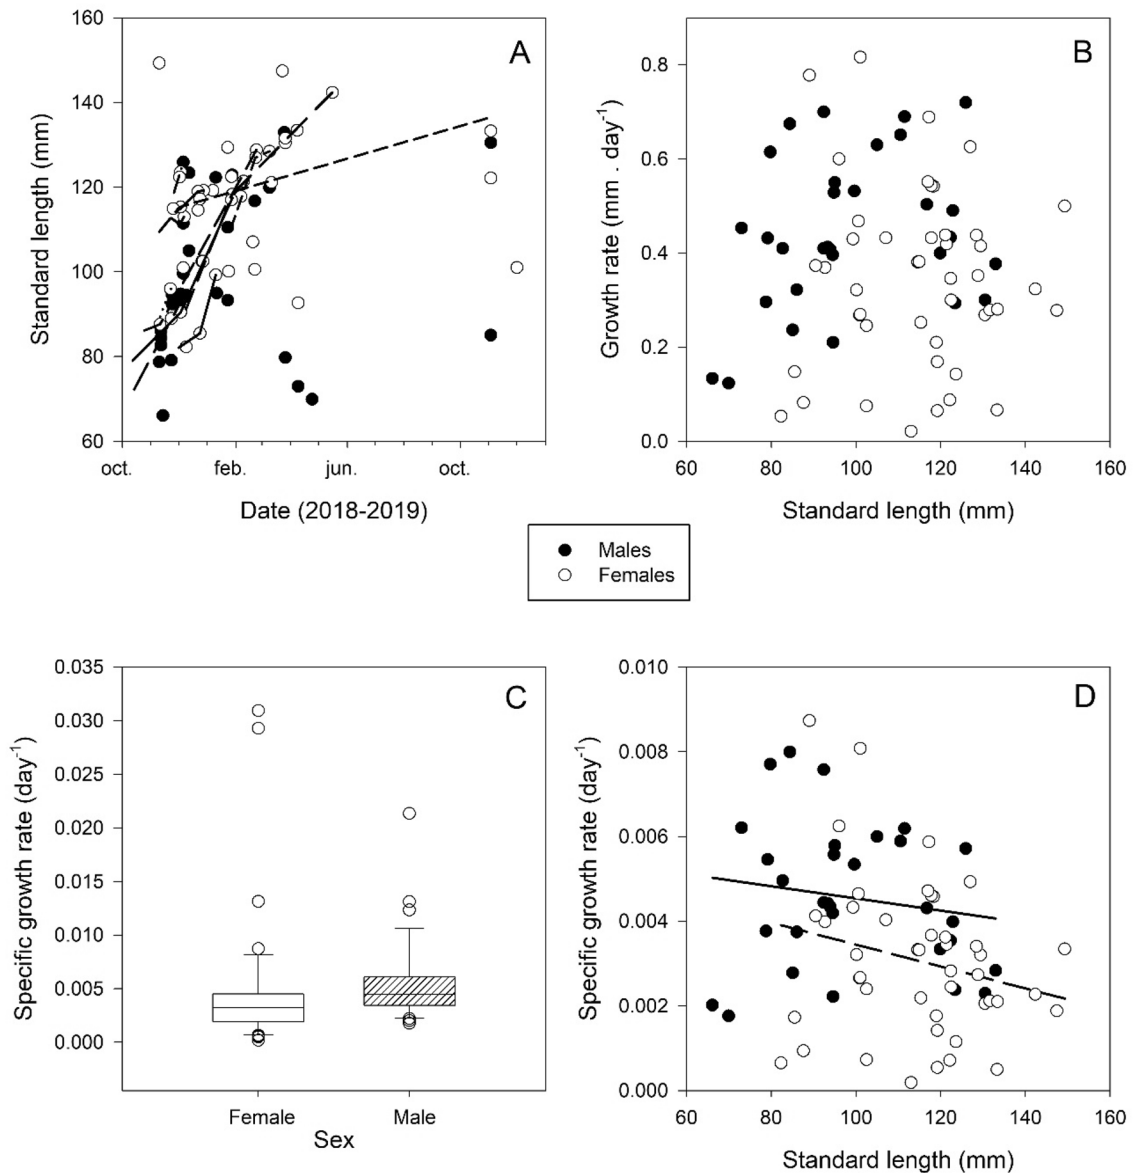 A
Standard length (mm)
160
140
120
100
80
60
oct.
feb.
jun.
oct.
Date (2018-2019)
B
Growth rate (mm . day-1)
0.8
0.6
0.4
0.2
0.0
60
80
100
120
140
160
Standard length (mm)
Males
Females
C
Specific growth rate (day-1)
0.035
0.030
0.025
0.020
0.015
0.010
0.005
0.000
Female
Male
Sex
D
Specific growth rate (day-1)
0.010
0.008
0.006
0.004
0.002
0.000
60
80
100
120
140
160
Standard length (mm)